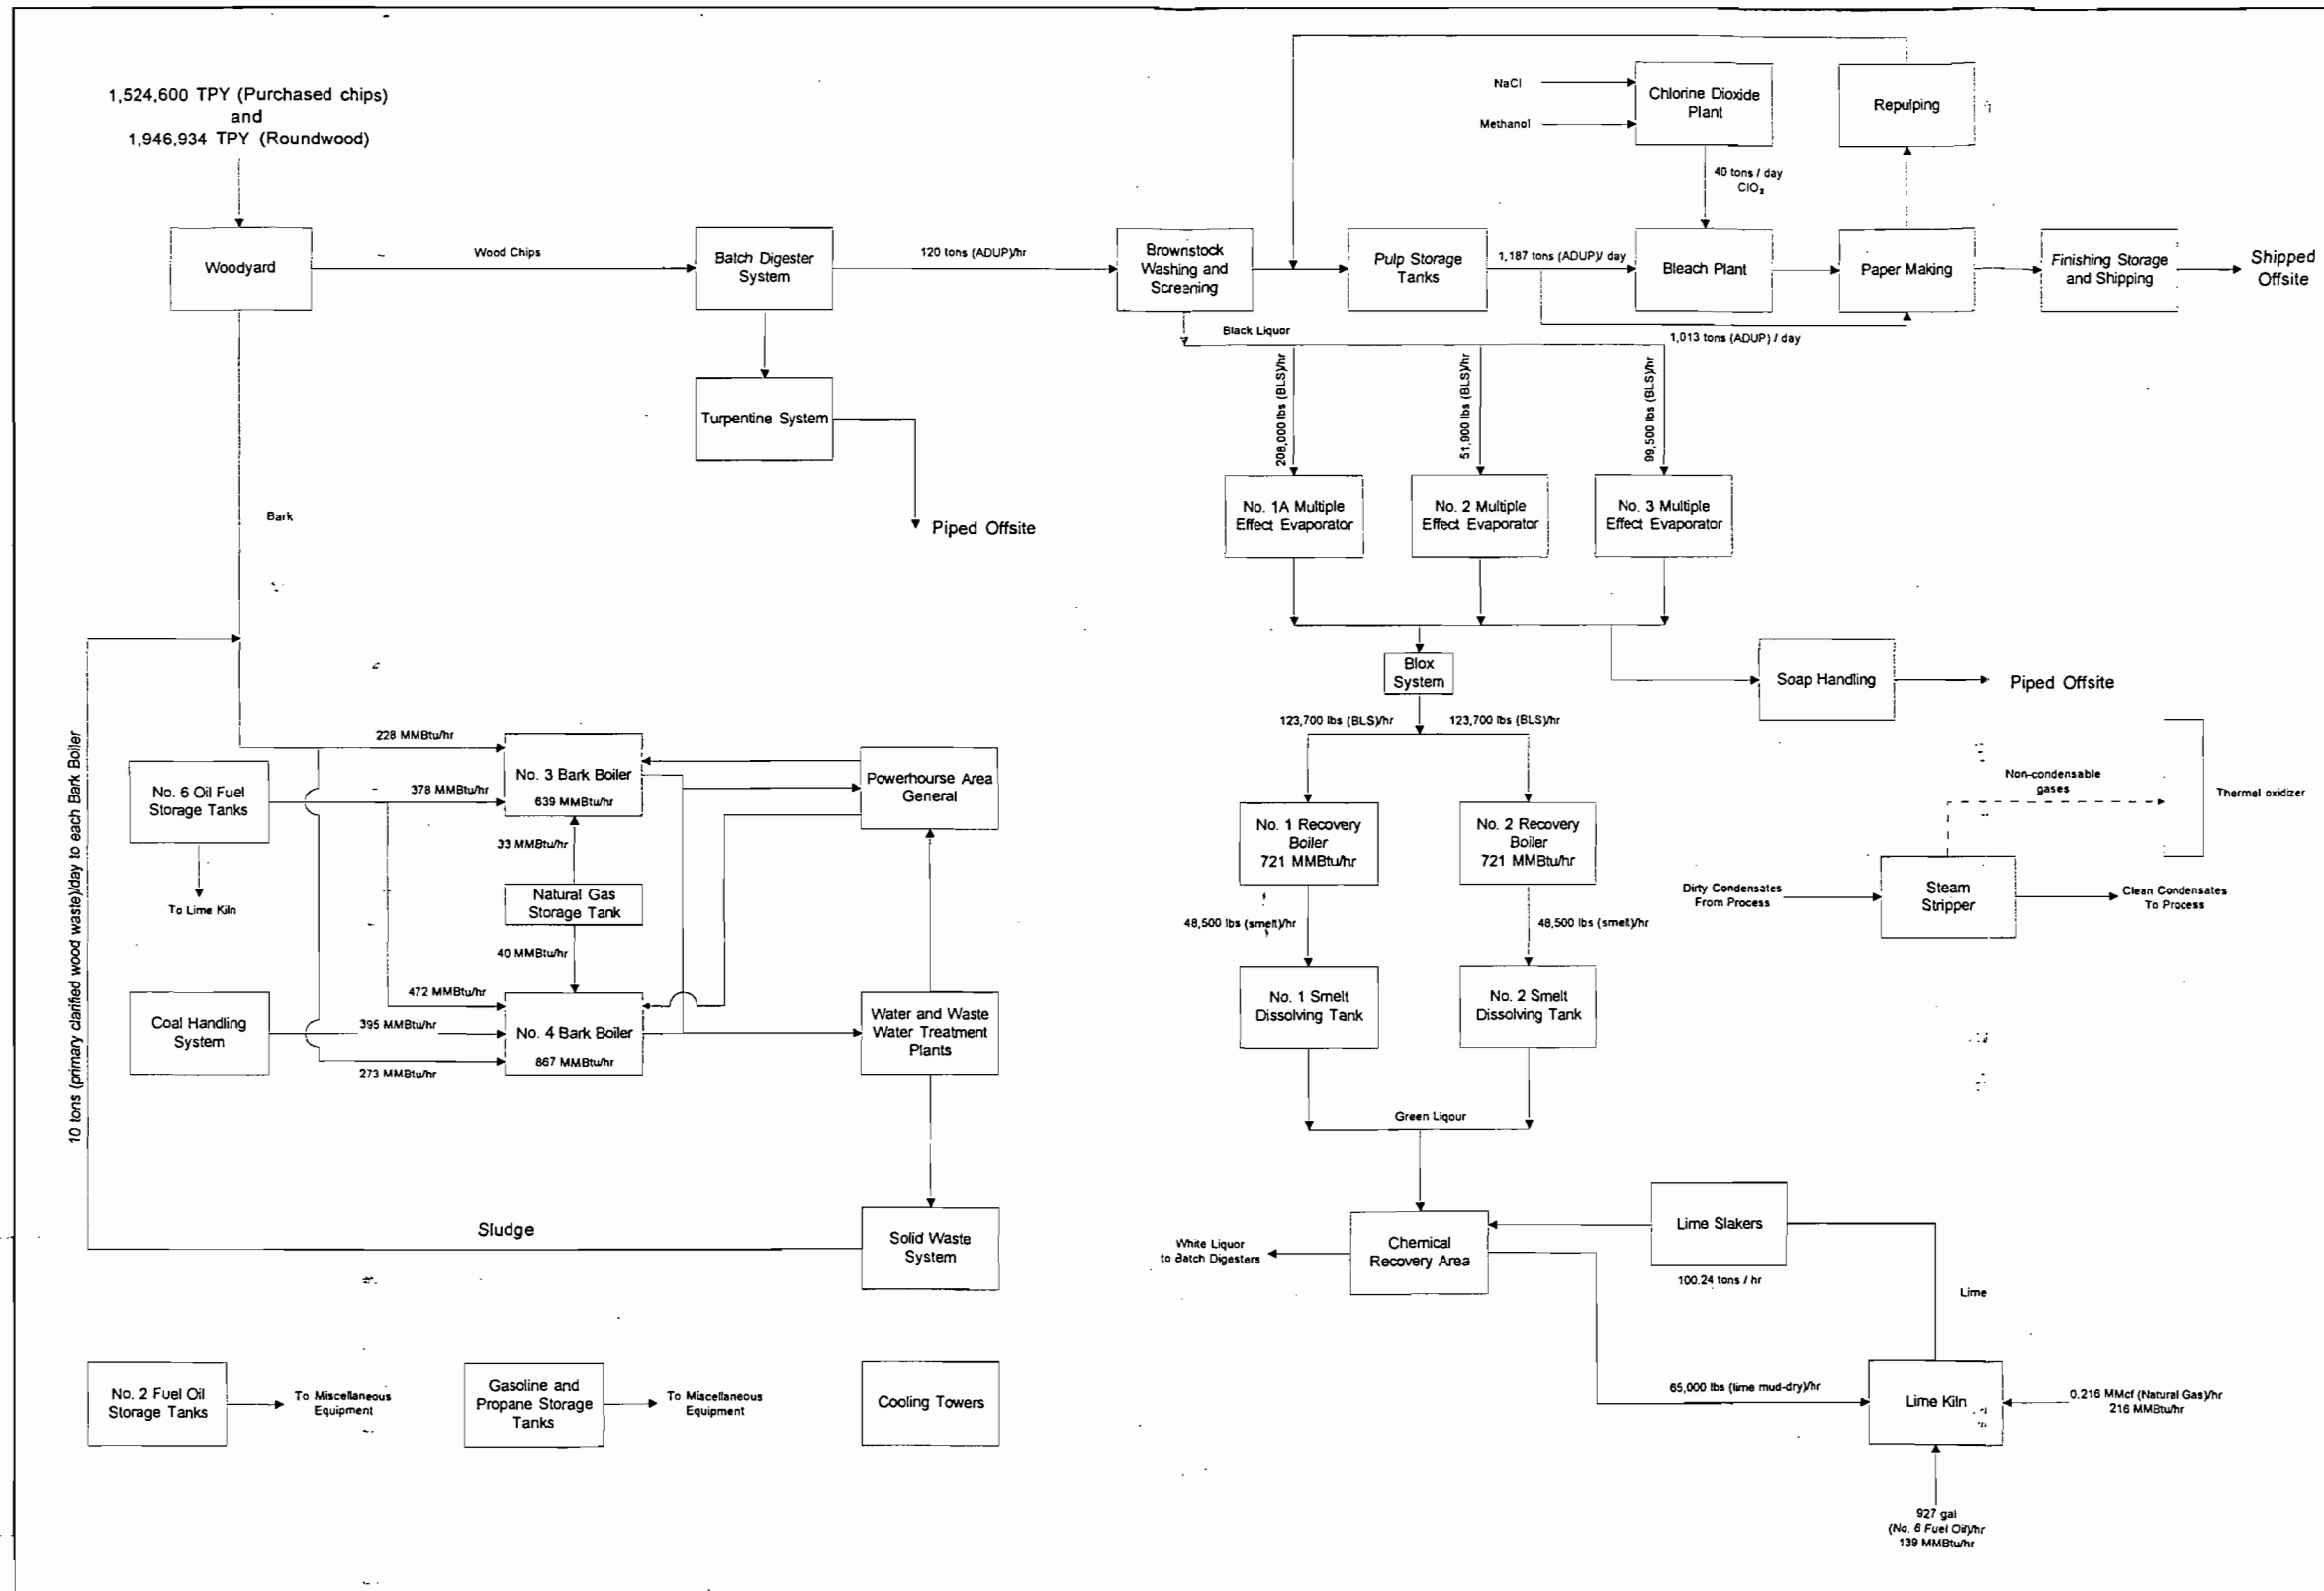 1,524,600 TPY (Purchased chips)
and
1,946,934 TPY (Roundwood)
NaCl
Methanol
Chlorine Dioxide
Plant
Repulping
40 tons / day
ClO₂
Woodyard
Wood Chips
Batch Digester
System
120 tons (ADUP)/hr
Brownstock
Washing and
Screening
Pulp Storage
Tanks
1,187 tons (ADUP)/ day
Bleach Plant
Paper Making
Finishing Storage
and Shipping
Shipped
Offsite
Black Liquor
1,013 tons (ADUP) / day
Turpentine System
Piped Offsite
208,000 lbs (BLS)/hr
51,900 lbs (BLS)/hr
99,500 lbs (BLS)/hr
No. 1A Multiple
Effect Evaporator
No. 2 Multiple
Effect Evaporator
No. 3 Multiple
Effect Evaporator
Bark
Blox
System
Soap Handling
Piped Offsite
123,700 lbs (BLS)/hr
123,700 lbs (BLS)/hr
10 tons (primary clarified wood waste)/day to each Bark Boiler
228 MMBtu/hr
No. 6 Oil Fuel
Storage Tanks
378 MMBtu/hr
No. 3 Bark Boiler
639 MMBtu/hr
Powerhourse Area
General
33 MMBtu/hr
To Lime Kiln
Natural Gas
Storage Tank
40 MMBtu/hr
472 MMBtu/hr
Coal Handling
System
395 MMBtu/hr
No. 4 Bark Boiler
867 MMBtu/hr
273 MMBtu/hr
Water and Waste
Water Treatment
Plants
No. 1 Recovery
Boiler
721 MMBtu/hr
No. 2 Recovery
Boiler
721 MMBtu/hr
Non-condensable
gases
Thermel oxidizer
Dirty Condensates
From Process
Steam
Stripper
Clean Condensates
To Process
48,500 lbs (smelt)/hr
48,500 lbs (smelt)/hr
No. 1 Smelt
Dissolving Tank
No. 2 Smelt
Dissolving Tank
Green Liqour
Sludge
Solid Waste
System
White Liquor
to Batch Digesters
Chemical
Recovery Area
Lime Slakers
100.24 tons / hr
Lime
No. 2 Fuel Oil
Storage Tanks
To Miscellaneous
Equipment
Gasoline and
Propane Storage
Tanks
To Miscellaneous
Equipment
Cooling Towers
65,000 lbs (lime mud-dry)/hr
Lime Kiln
0.216 MMcf (Natural Gas)/hr
216 MMBtu/hr
927 gal
(No. 6 Fuel Oil)/hr
139 MMBtu/hr